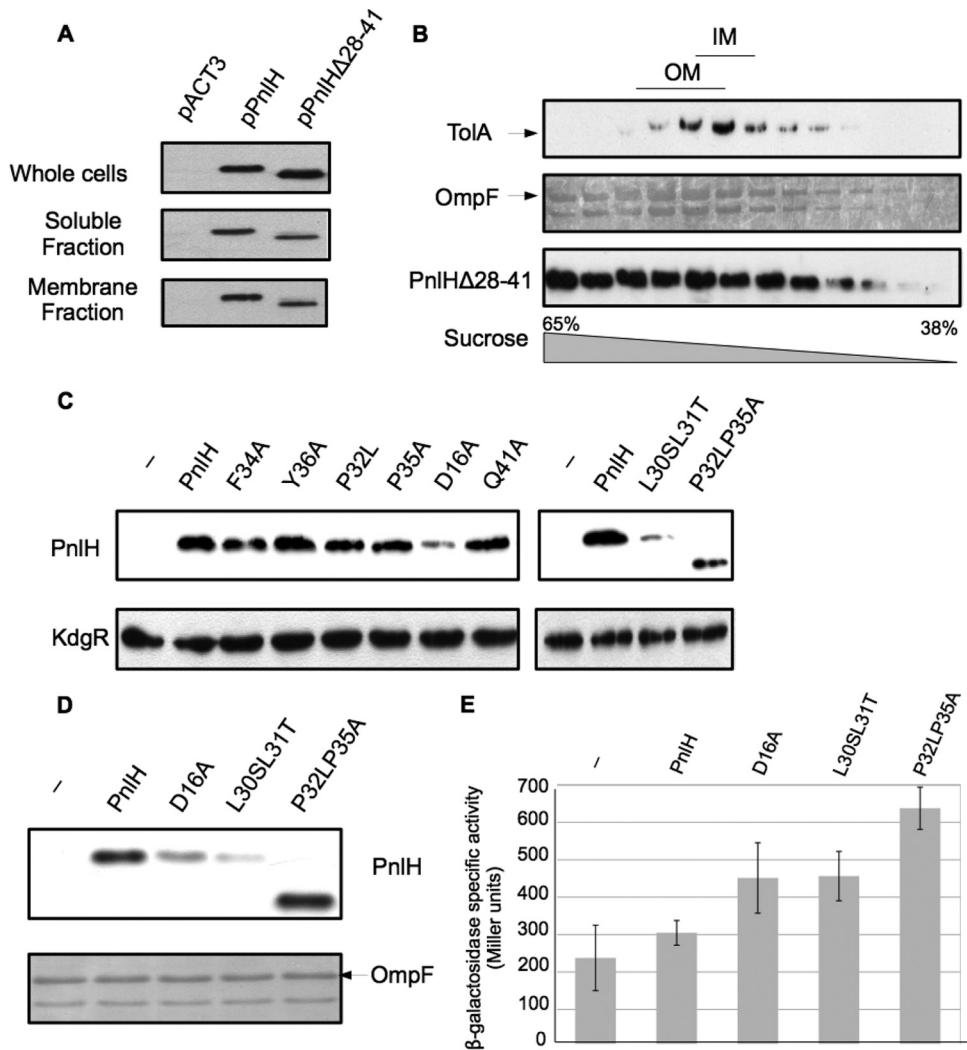 A
pACT3
pPnlH
pPnlHΔ28-41
Whole cells
Soluble
Fraction
Membrane
Fraction
B
IM
OM
TolA
OmpF
PnlHΔ28-41
65%
38%
Sucrose
C
–
PnlH
F34A
Y36A
P32L
P35A
D16A
Q41A
–
PnlH
L30SL31T
P32LP35A
PnlH
KdgR
D
–
PnlH
D16A
L30SL31T
P32LP35A
PnlH
OmpF
E
–
PnlH
D16A
L30SL31T
P32LP35A
β-galactosidase specific activity
(Miller units)
700
600
500
400
300
200
100
0